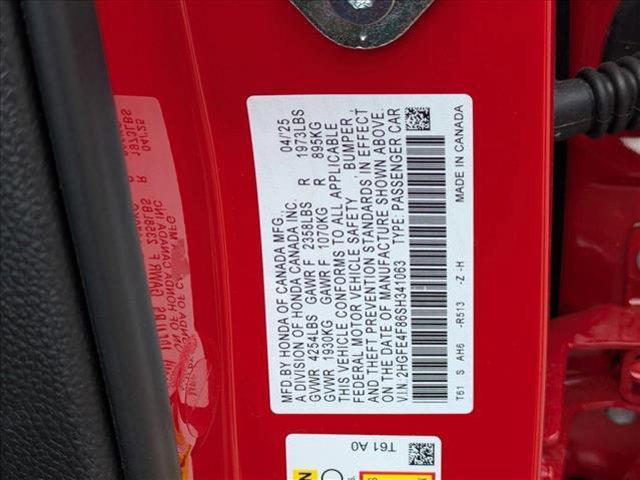 MFD.BY HONDA OF CANADA MFG. 04/'25
A DIVISION OF HONDA CANADA INC.
GVWR 4254LBS GAWR F 2358LBS R 1973LBS
GVWR 1930KG GAWR F 1070KG R 895KG
THIS VEHICLE CONFORMS TO ALL APPLICABLE
FEDERAL MOTOR VEHICLE SAFETY , BUMPER
AND THEFT PREVENTION STANDARDS IN EFFECT
ON THE DATE OF MANUFACTURE SHOWN ABOVE.
V.I.N. 2HGFE4F86SH341063 TYPE: PASSENGER CAR
T61 S AH6 -R513 -Z-H MADE IN CANADA
T61 A0